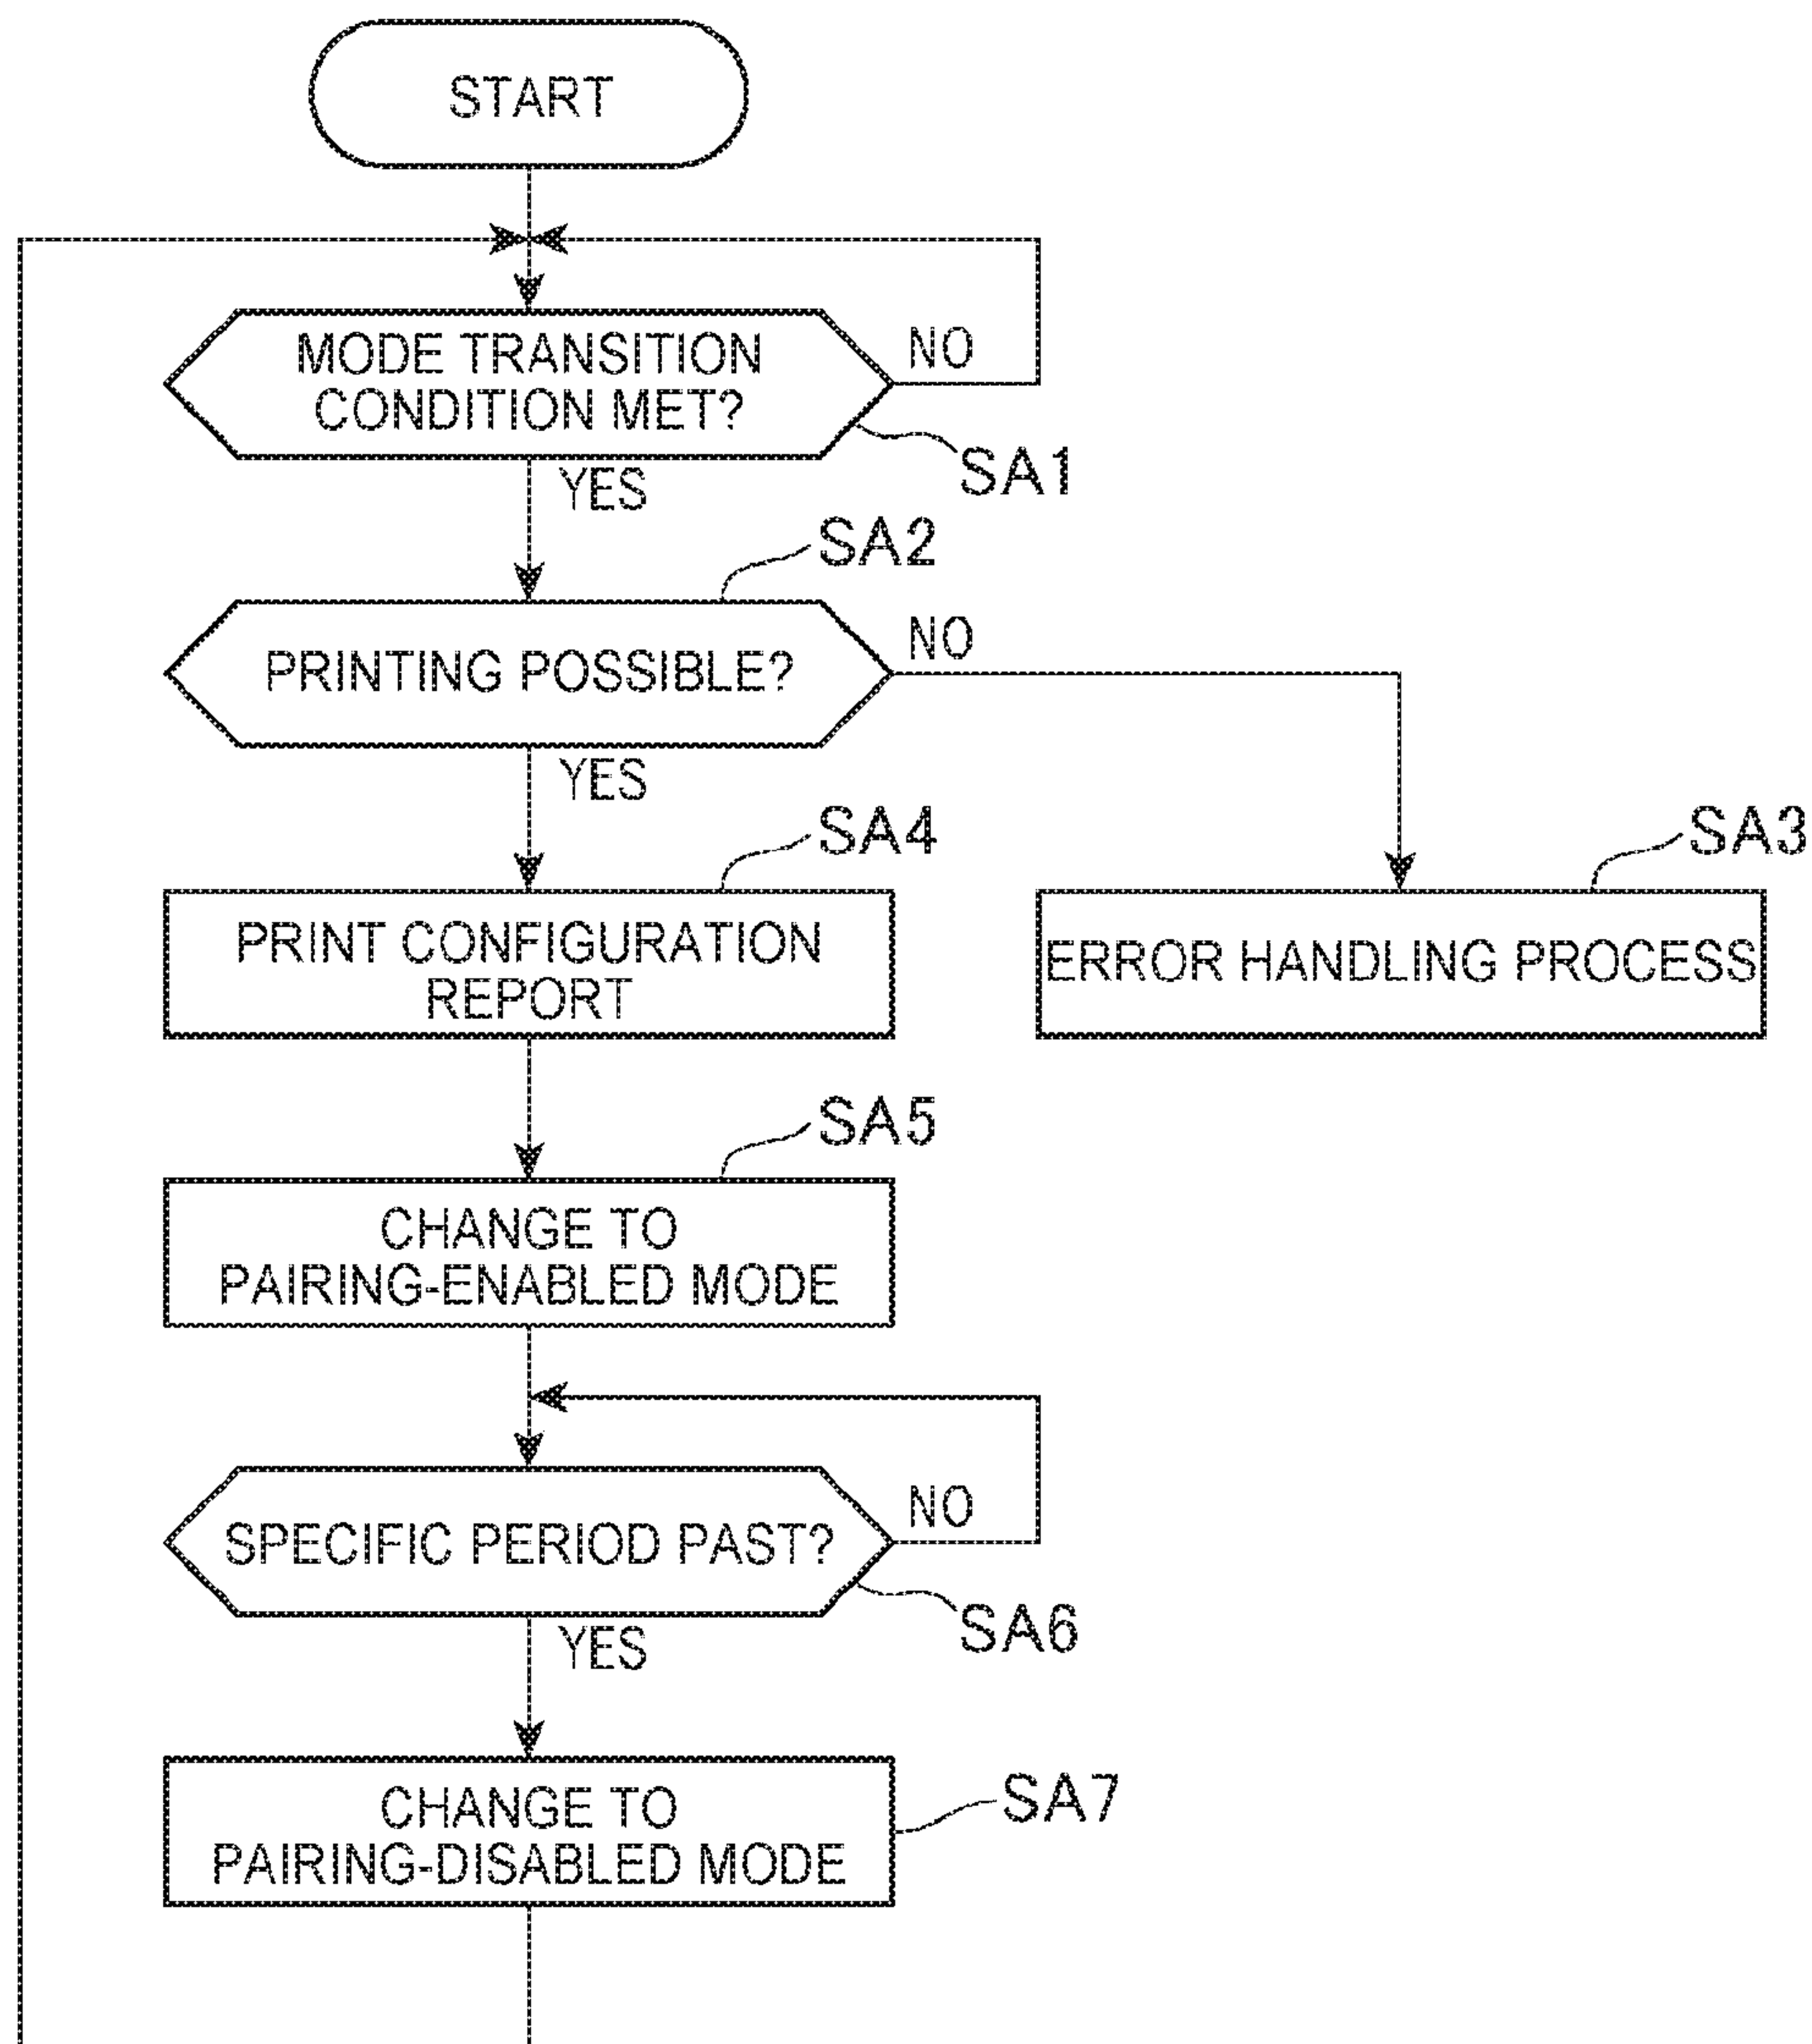 START
MODE TRANSITION
CONDITION MET?
NO
SA1
YES
SA2
PRINTING POSSIBLE?
NO
YES
SA4
SA3
PRINT CONFIGURATION
REPORT
ERROR HANDLING PROCESS
SA5
CHANGE TO
PAIRING-ENABLED MODE
SPECIFIC PERIOD PAST?
NO
SA6
YES
CHANGE TO
PAIRING-DISABLED MODE
SA7